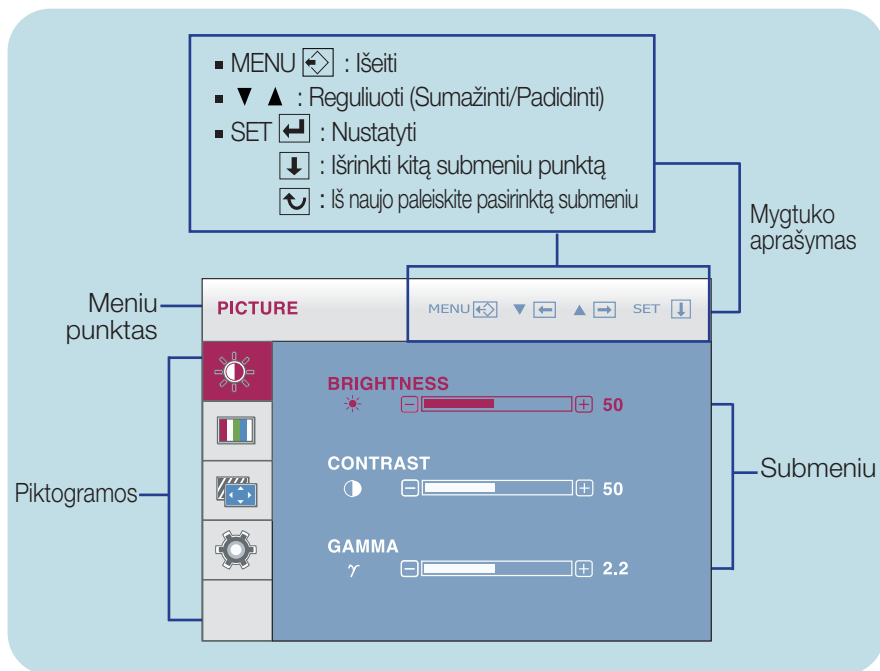 MENU : Išeiti
▼ ▲ : Reguliuoti (Sumažinti/Padidinti)
SET : Nustatyti
: Išrinkti kitą submeniu punktą
: Iš naujo paleiskite pasirinktą submeniu
Mygtuko
aprašymas
Meniu
punktas
PICTURE
MENU ▼ ▲ SET
BRIGHTNESS
50
CONTRAST
50
GAMMA
γ 2.2
Piktogramos
Submeniu